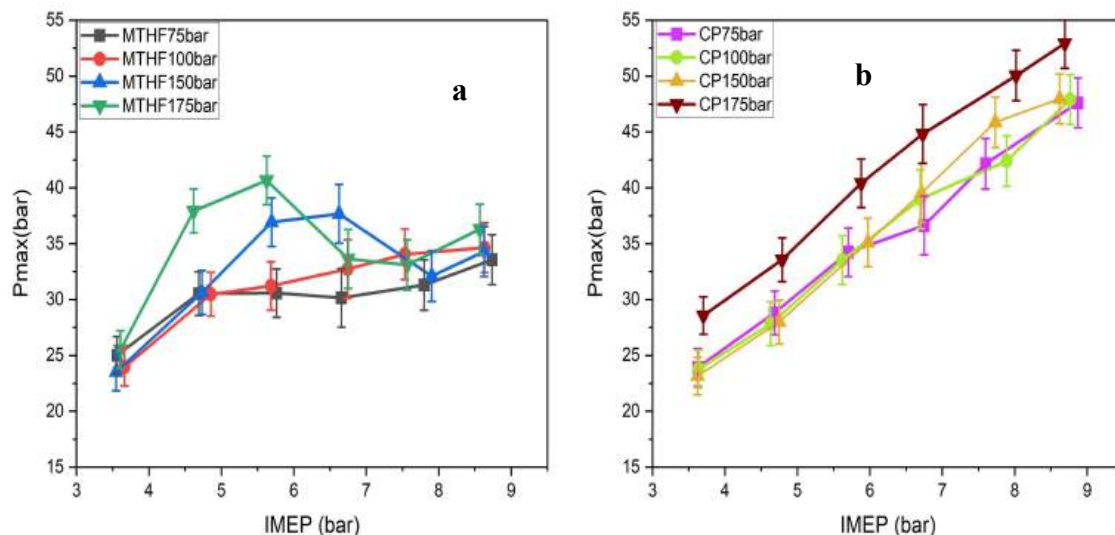 MTHF75bar
MTHF100bar
MTHF150bar
MTHF175bar
a
55
50
45
40
35
30
25
20
15
Pmax(bar)
3 4 5 6 7 8 9
IMEP (bar)
CP75bar
CP100bar
CP150bar
CP175bar
b
55
50
45
40
35
30
25
20
15
Pmax(bar)
3 4 5 6 7 8 9
IMEP (bar)